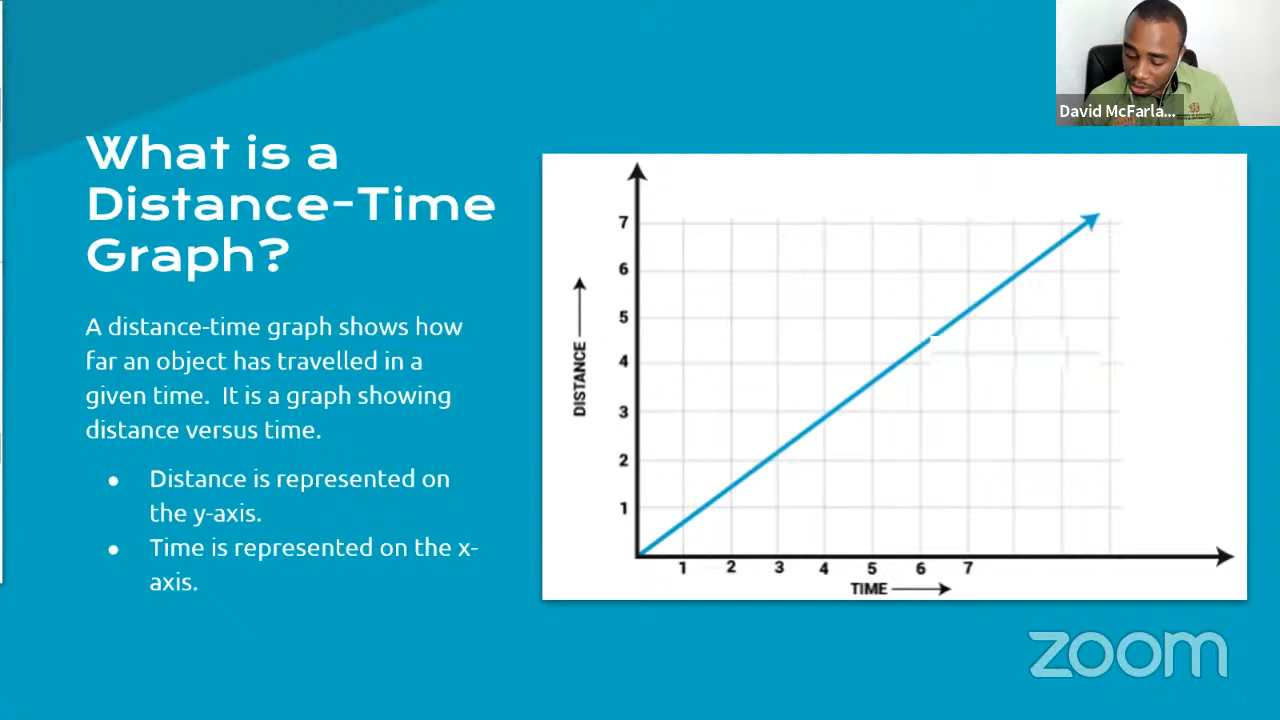 David McFarla...
What is a
Distance-Time
Graph?
A distance-time graph shows how
far an object has travelled in a
given time. It is a graph showing
distance versus time.
● Distance is represented on
the y-axis.
● Time is represented on the x-
axis.
7
6
5
4
3
2
1
DISTANCE
1 2 3 4 5 6 7
TIME
zoom